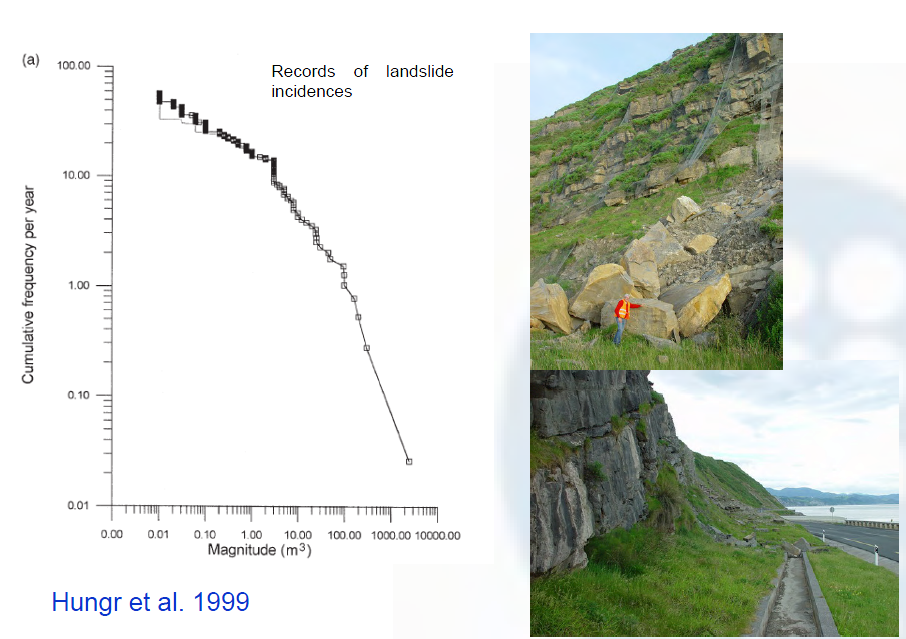 (a)
Records of landslide
incidences
100.00
10.00
1.00
0.10
0.01
Cumulative frequency per year
0.00 0.01 0.10 1.00 10.00 100.00 1000.00 10000.00
Magnitude (m³)
Hungr et al. 1999